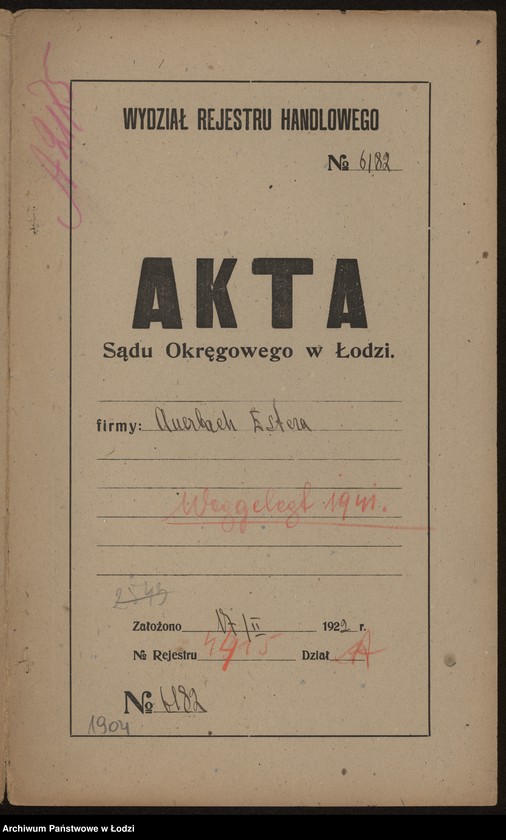 WYDZIAŁ REJESTRU HANDLOWEGO
№ 6182
AKTA
Sądu Okręgowego w Łodzi.
firmy: Auerbach Estera
Weggelegt 1941.
2549
Założono 17/II 1922 r.
№ Rejestru 4915 Dział A
№ 6182
1904
Archiwum Państwowe w Łodzi